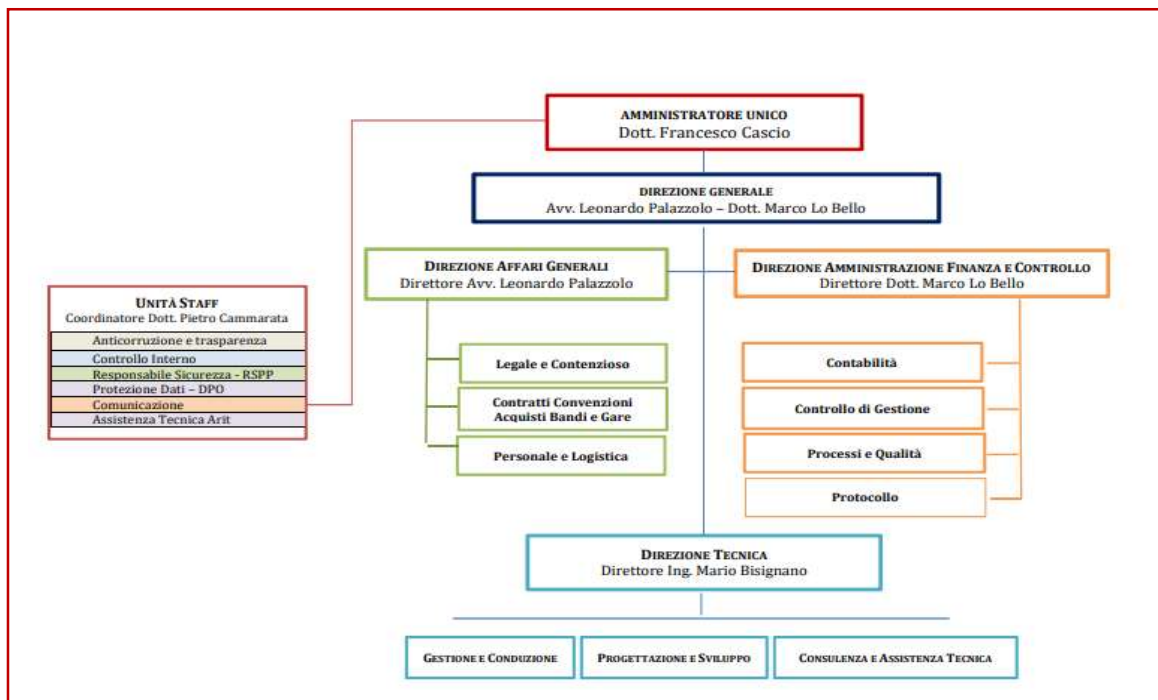 AMMINISTRATORE UNICO
Dott. Francesco Cascio
DIREZIONE GENERALE
Avv. Leonardo Palazzolo – Dott. Marco Lo Bello
DIREZIONE AFFARI GENERALI
Direttore Avv. Leonardo Palazzolo
DIREZIONE AMMINISTRAZIONE FINANZA E CONTROLLO
Direttore Dott. Marco Lo Bello
UNITÀ STAFF
Coordinatore Dott. Pietro Cammarata
Anticorruzione e trasparenza
Controllo Interno
Responsabile Sicurezza - RSPP
Protezione Dati – DPO
Comunicazione
Assistenza Tecnica Arit
Legale e Contenzioso
Contratti Convenzioni
Acquisti Bandi e Gare
Personale e Logistica
Contabilità
Controllo di Gestione
Processi e Qualità
Protocollo
DIREZIONE TECNICA
Direttore Ing. Mario Bisignano
GESTIONE E CONDUZIONE
PROGETTAZIONE E SVILUPPO
CONSULENZA E ASSISTENZA TECNICA